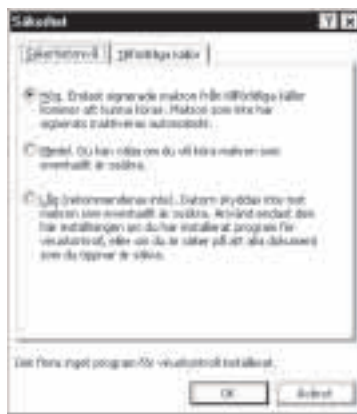 Säkerhet
Säkerhetsnivå Tillförlitliga källor
Hög. Endast signerade makron från tillförlitliga källor
kommer att kunna köras. Makron som inte har
signerats inaktiveras automatiskt.
Medel. Du kan välja om du vill köra makron som
eventuellt är osäkra.
Låg (rekommenderas inte). Datorn skyddas inte mot
makron som eventuellt är osäkra. Använd endast den
här inställningen om du har installerat program för
viruskontroll, eller om du är säker på att alla dokument
som du öppnar är säkra.
Det finns inget program för viruskontroll installerat.
OK Avbryt